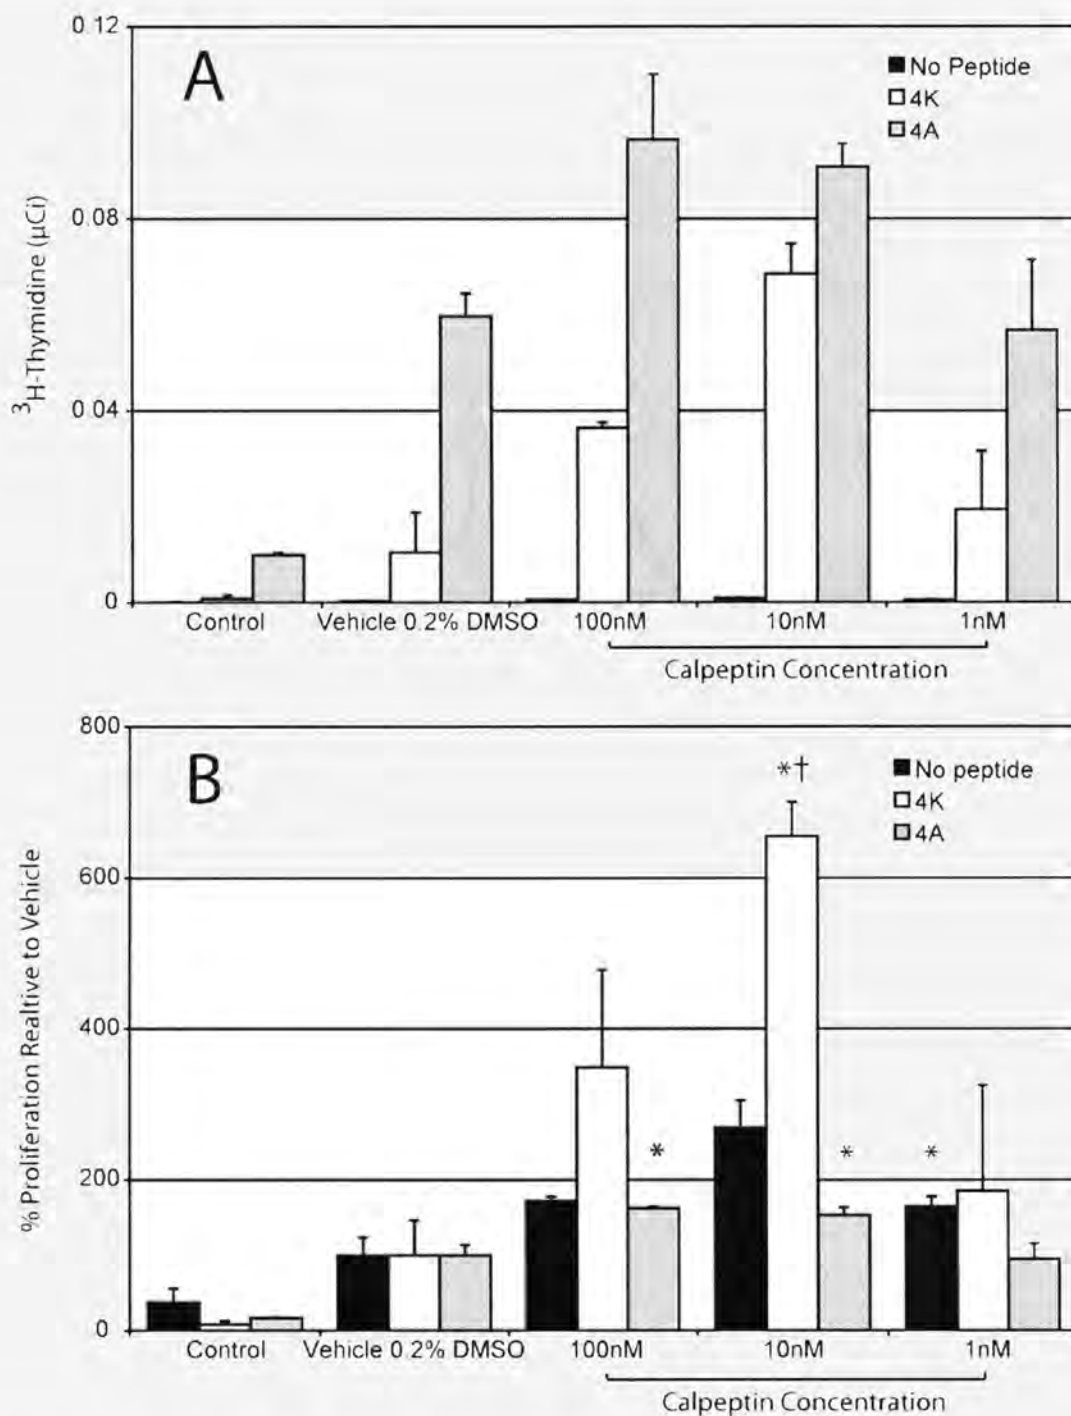 A
No Peptide
4K
4A
0.12
0.08
0.04
0
³H-Thymidine (µCi)
Control
Vehicle 0.2% DMSO
100nM
10nM
1nM
Calpeptin Concentration
B
No peptide
4K
4A
800
600
400
200
0
% Proliferation Realtive to Vehicle
*†
*
*
*
Control
Vehicle 0.2% DMSO
100nM
10nM
1nM
Calpeptin Concentration